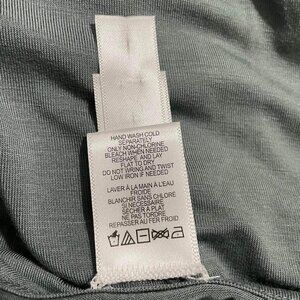 HAND WASH COLD
SEPARATELY
ONLY NON-CHLORINE
BLEACH WHEN NEEDED
RESHAPE AND LAY
FLAT TO DRY
DO NOT WRING AND TWIST
LOW IRON IF NEEDED
LAVER À LA MAIN À L'EAU
FROIDE
BLANCHIR SANS CHLORE
SI NÉCESSAIRE
NE PAS TORDRE
REPASSER AU FER FROID